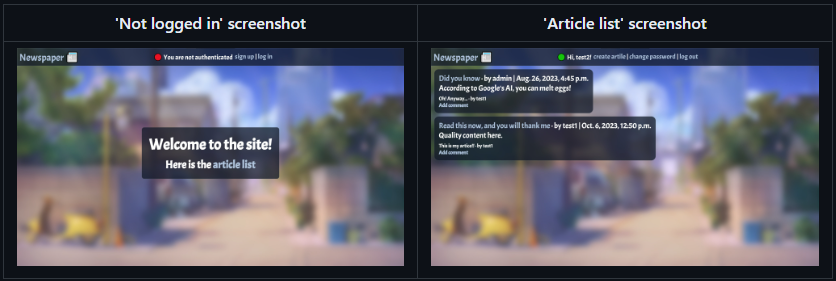 'Not logged in' screenshot
'Article list' screenshot
Newspaper
You are not authenticated sign up | log in
Welcome to the site!
Here is the article list
Newspaper
Hi, test2! create artile | change password | log out
Did you know - by admin | Aug. 26, 2023, 4:45 p.m.
According to Google's AI, you can melt eggs!
Oh! Anyway... - by test1
Add comment
Read this now, and you will thank me - by test1 | Oct. 6, 2023, 12:50 p.m.
Quality content here.
This is my article!! - by test1
Add comment